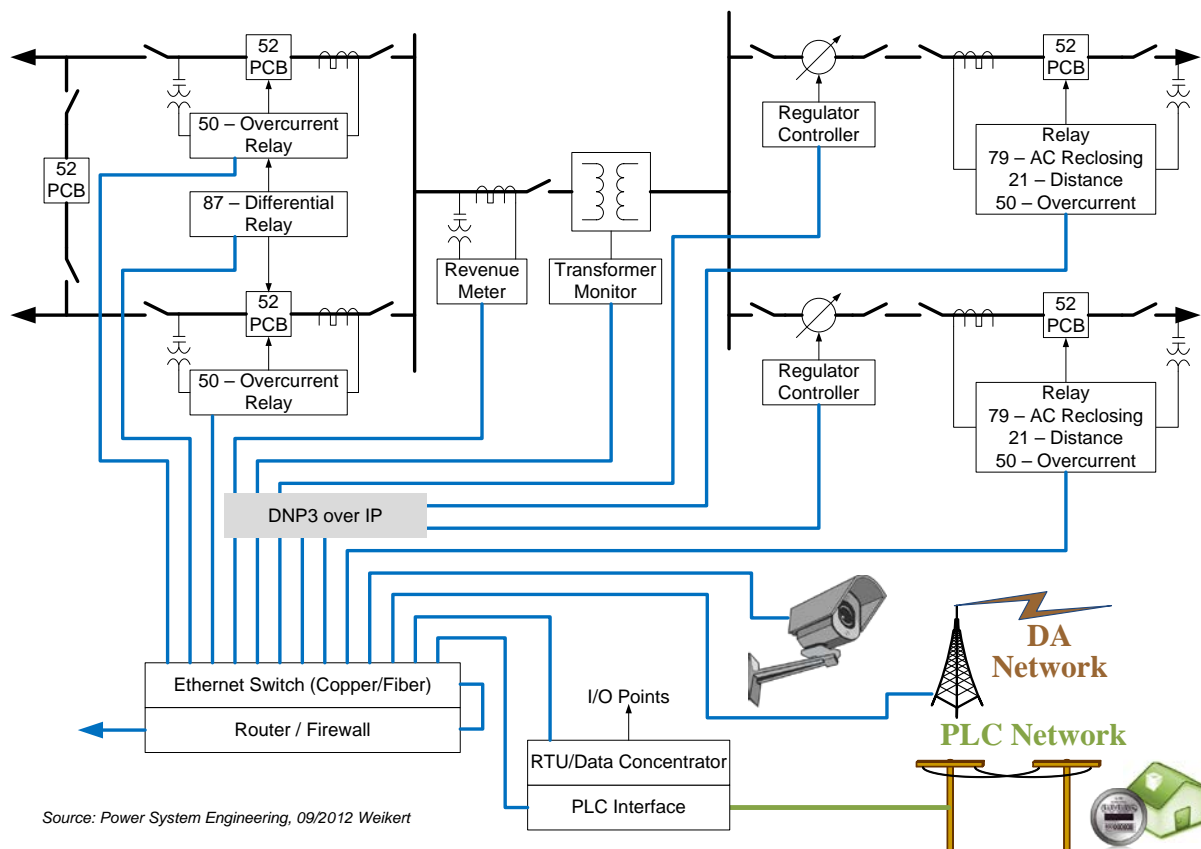 52
PCB
50 – Overcurrent
Relay
52
PCB
87 – Differential
Relay
52
PCB
50 – Overcurrent
Relay
Revenue
Meter
Transformer
Monitor
Regulator
Controller
52
PCB
Relay
79 – AC Reclosing
21 – Distance
50 – Overcurrent
Regulator
Controller
52
PCB
Relay
79 – AC Reclosing
21 – Distance
50 – Overcurrent
DNP3 over IP
DA
Network
Ethernet Switch (Copper/Fiber)
Router / Firewall
I/O Points
RTU/Data Concentrator
PLC Interface
PLC Network
Source: Power System Engineering, 09/2012 Weikert